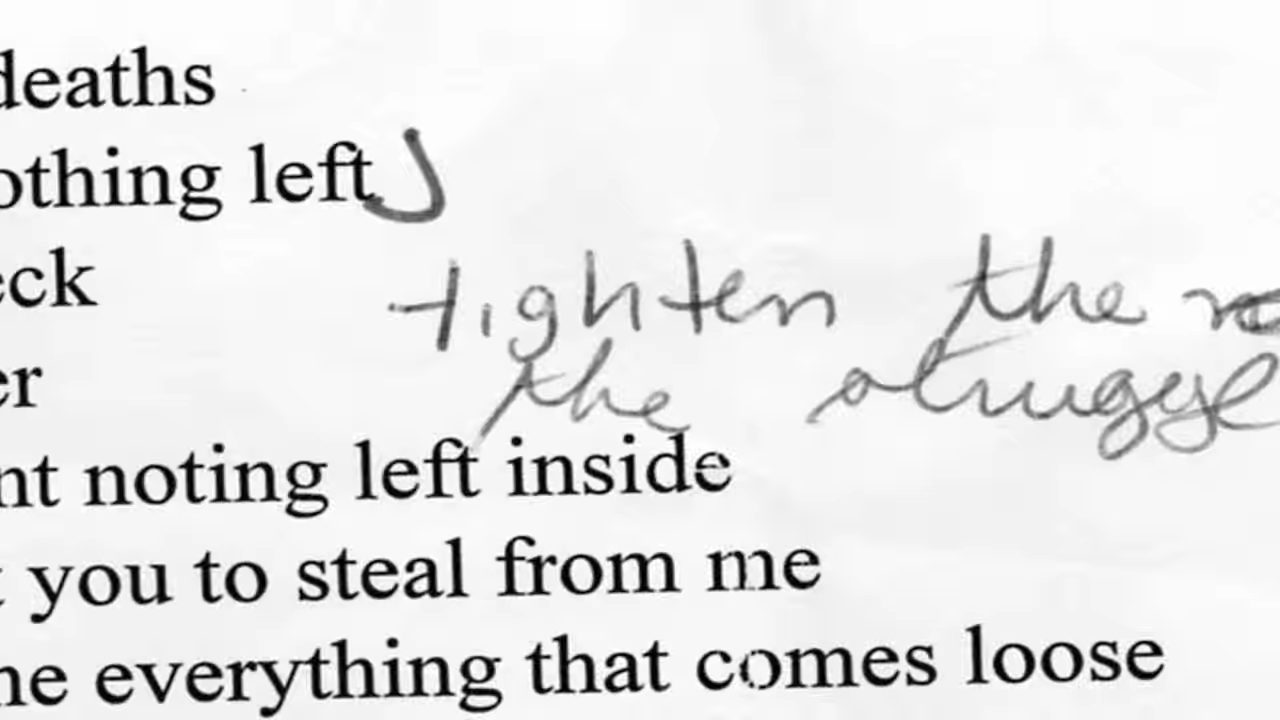 deaths
othing left
eck
tighten the
er
the struggle
nt noting left inside
you to steal from me
ne everything that comes loose